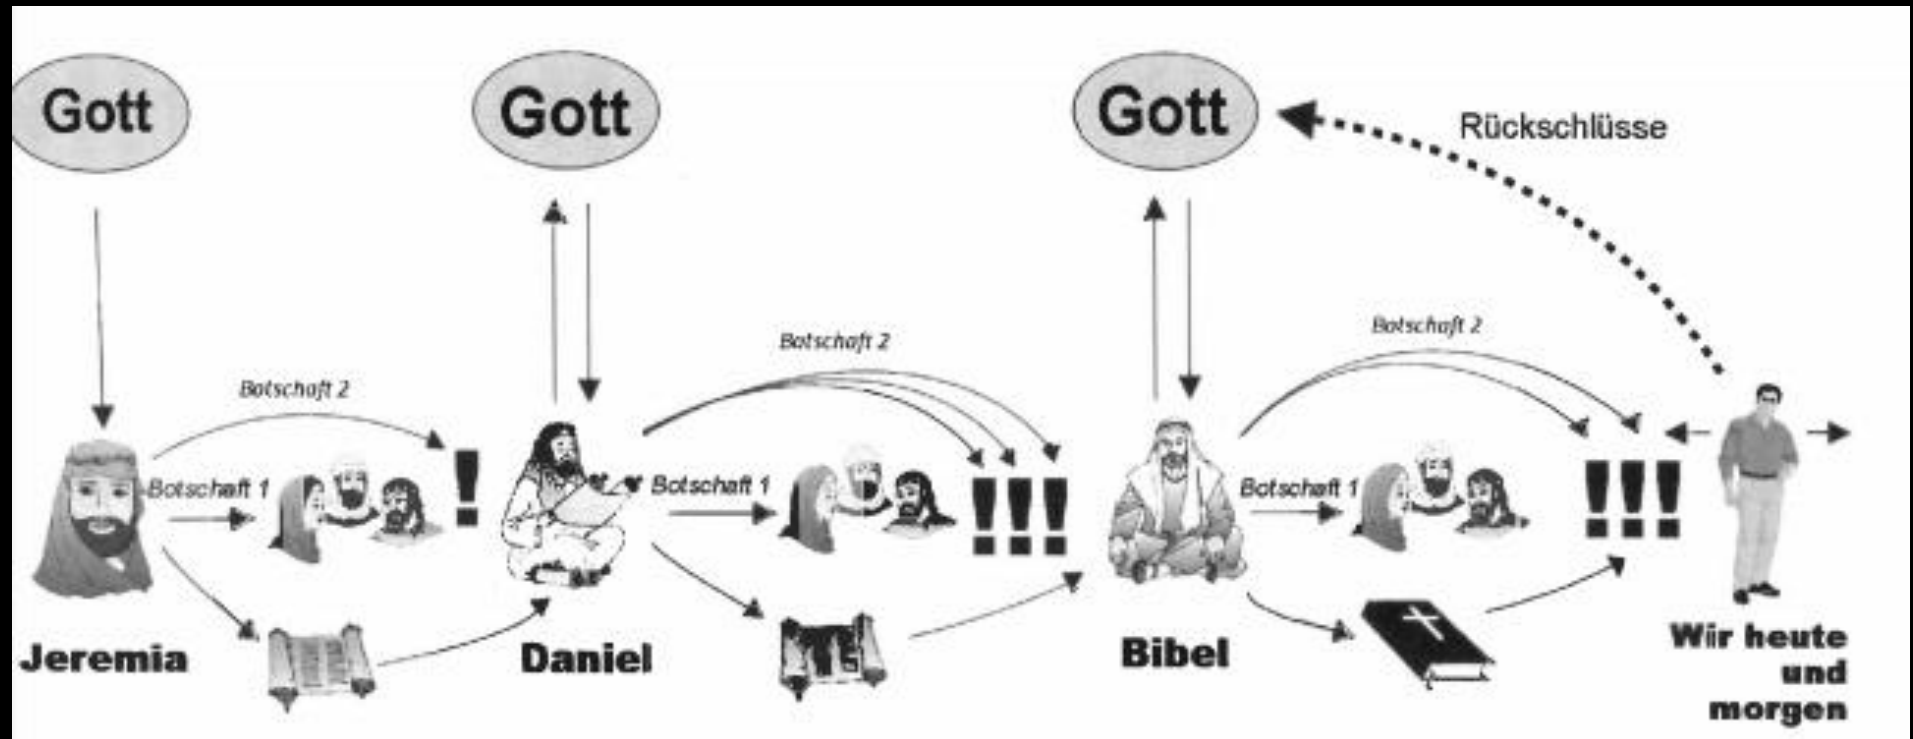 Gott
Gott
Gott
Rückschlüsse
Botschaft 2
Botschaft 2
Botschaft 2
Botschaft 1
Botschaft 1
Botschaft 1
Jeremia
Daniel
Bibel
Wir heute
und
morgen